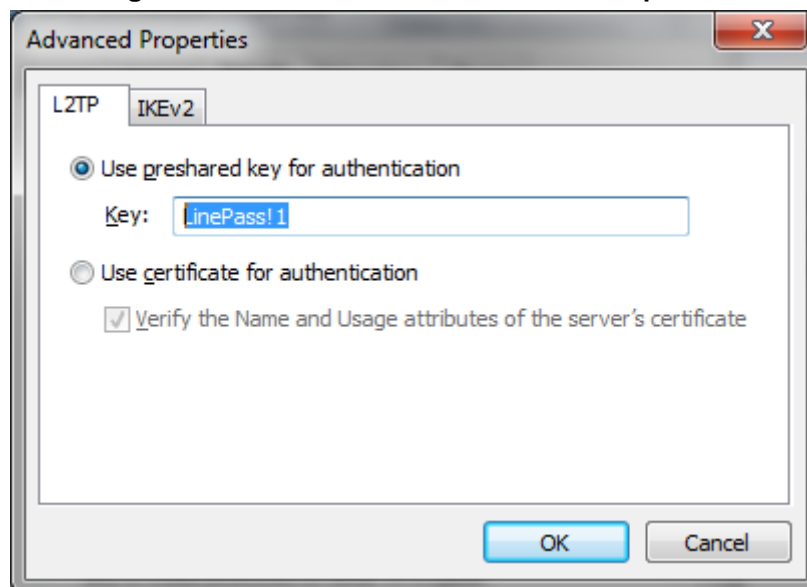 Advanced Properties
L2TP IKEv2
Use preshared key for authentication
Key: LinePass!1
Use certificate for authentication
Verify the Name and Usage attributes of the server's certificate
OK Cancel